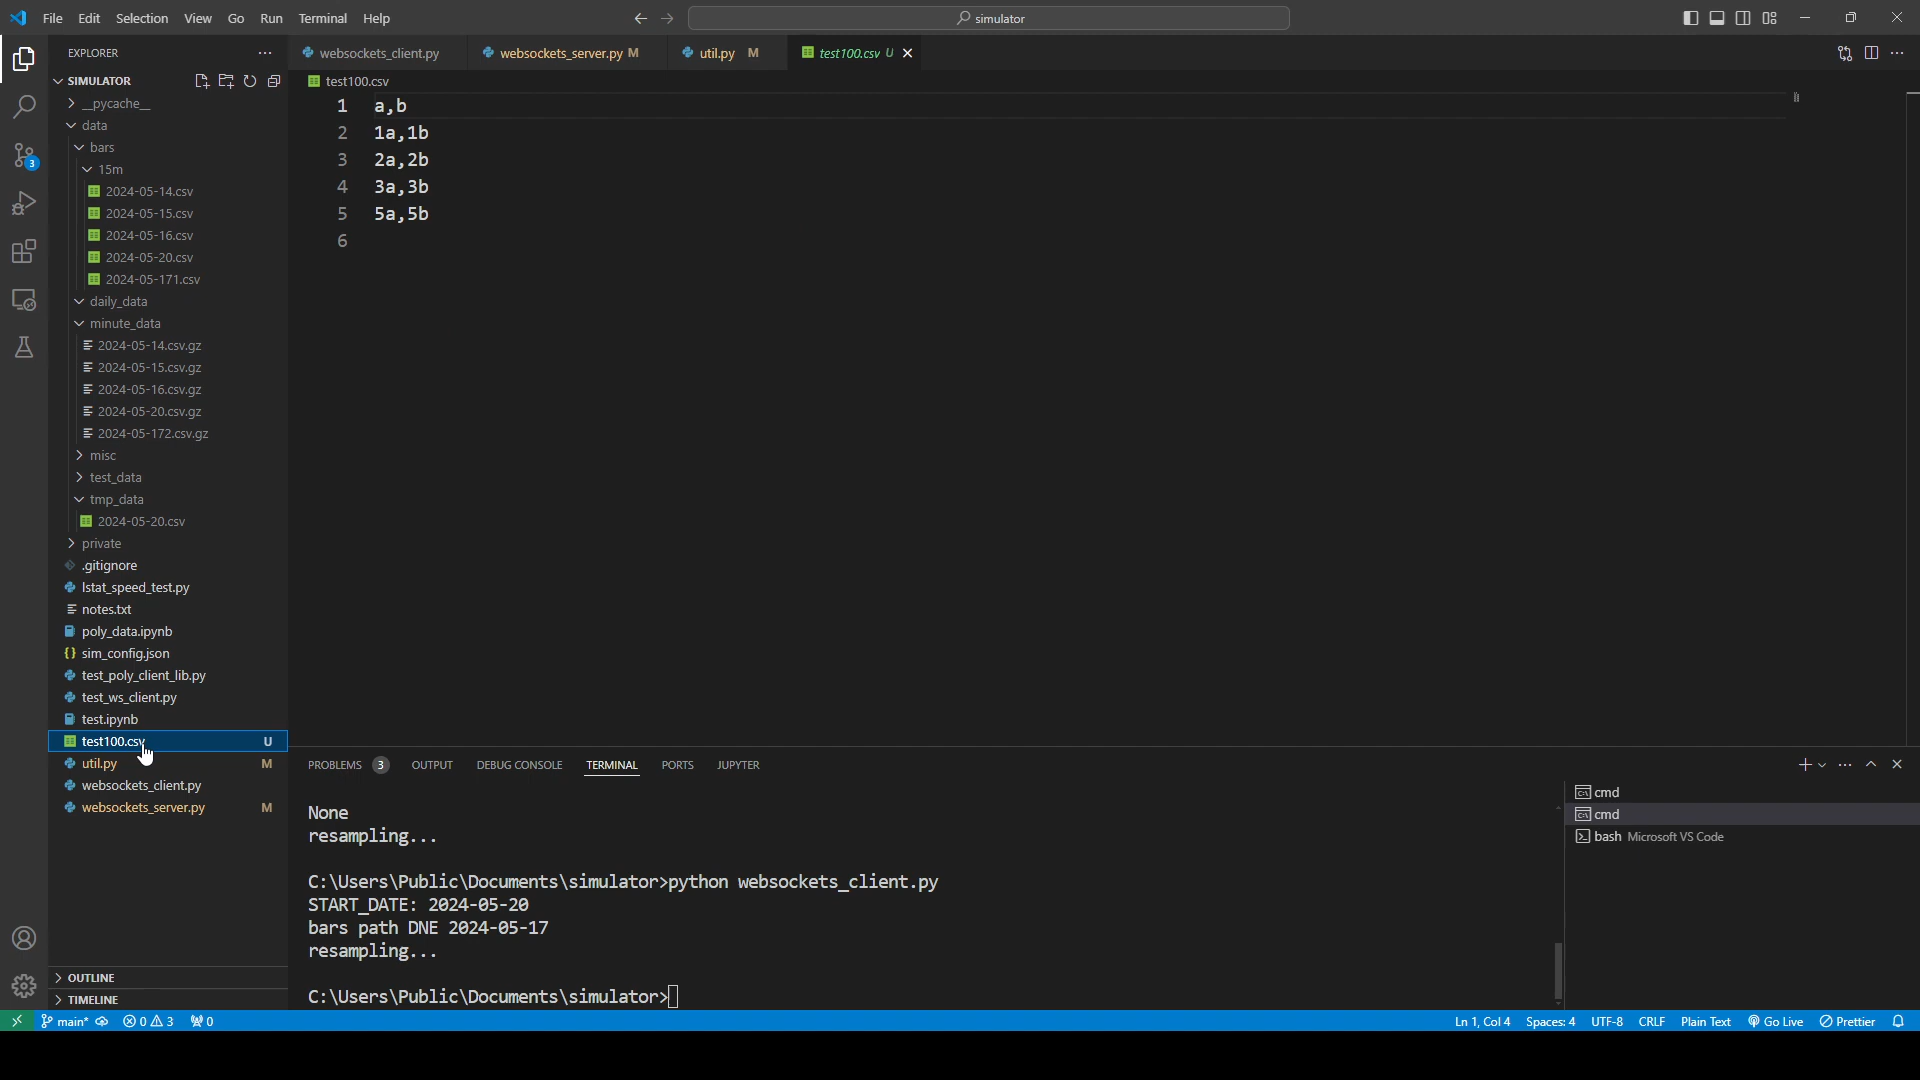 File Edit Selection View Go Run Terminal Help
simulator
EXPLORER
SIMULATOR
__pycache__
data
bars
15m
2024-05-14.csv
2024-05-15.csv
2024-05-16.csv
2024-05-20.csv
2024-05-171.csv
daily_data
minute_data
2024-05-14.csv.gz
2024-05-15.csv.gz
2024-05-16.csv.gz
2024-05-20.csv.gz
2024-05-172.csv.gz
misc
test_data
tmp_data
2024-05-20.csv
private
.gitignore
lstat_speed_test.py
notes.txt
poly_data.ipynb
sim_config.json
test_poly_client_lib.py
test_ws_client.py
test.ipynb
test100.csv U
util.py M
websockets_client.py
websockets_server.py M
OUTLINE
TIMELINE
websockets_client.py websockets_server.py M util.py M test100.csv U
test100.csv
1 a,b
2 1a,1b
3 2a,2b
4 3a,3b
5 5a,5b
6
PROBLEMS 3 OUTPUT DEBUG CONSOLE TERMINAL PORTS JUPYTER
None
resampling...
C:\Users\Public\Documents\simulator>python websockets_client.py
START_DATE: 2024-05-20
bars path DNE 2024-05-17
resampling...
C:\Users\Public\Documents\simulator>
cmd
cmd
bash Microsoft VS Code
main* 0 3 0 Ln 1, Col 4 Spaces: 4 UTF-8 CRLF Plain Text Go Live Prettier